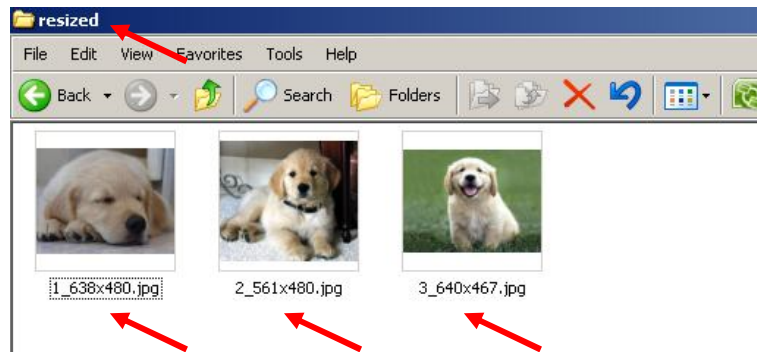 resized
File Edit View Favorites Tools Help
Back Search Folders
1_638x480.jpg 2_561x480.jpg 3_640x467.jpg